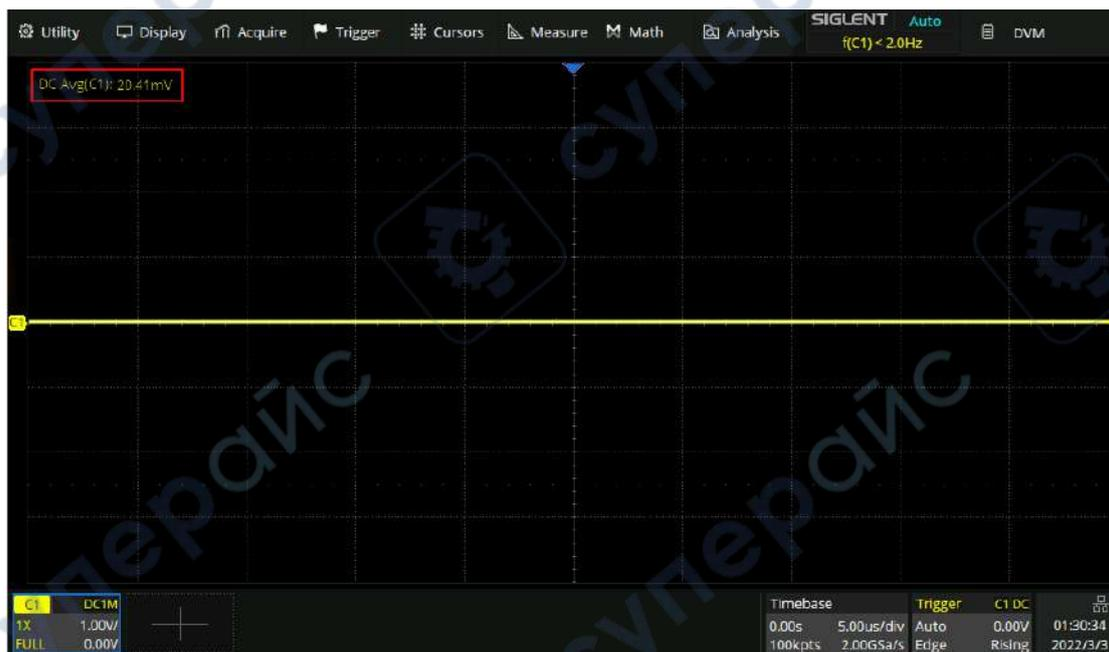 Utility Display Acquire Trigger Cursors Measure Math Analysis
SIGLENT Auto
f(C1) < 2.0Hz
DVM
DC Avg(C1): 20.41mV
C1
C1 DC1M
1X 1.00V/
FULL 0.00V
Timebase
0.00s 5.00us/div
100kpts 2.00GSa/s
Trigger C1 DC
Auto 0.00V
Edge Rising
01:30:34
2022/3/3
суперайс
суперайс
суперайс
суперайс